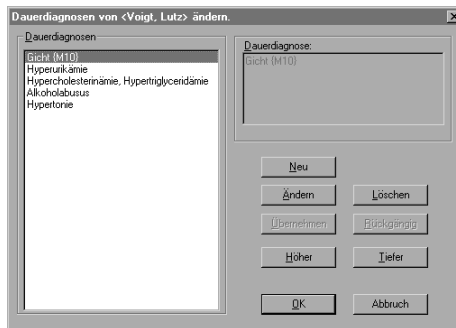 Dauerdiagnosen von <Voigt, Lutz> ändern.
Dauerdiagnosen
Gicht {M10}
Hyperurikämie
Hypercholesterinämie, Hypertriglyceridämie
Alkoholabusus
Hypertonie
Dauerdiagnose:
Gicht {M10}
Neu
Ändern
Löschen
Übernehmen
Rückgängig
Höher
Tiefer
OK
Abbruch